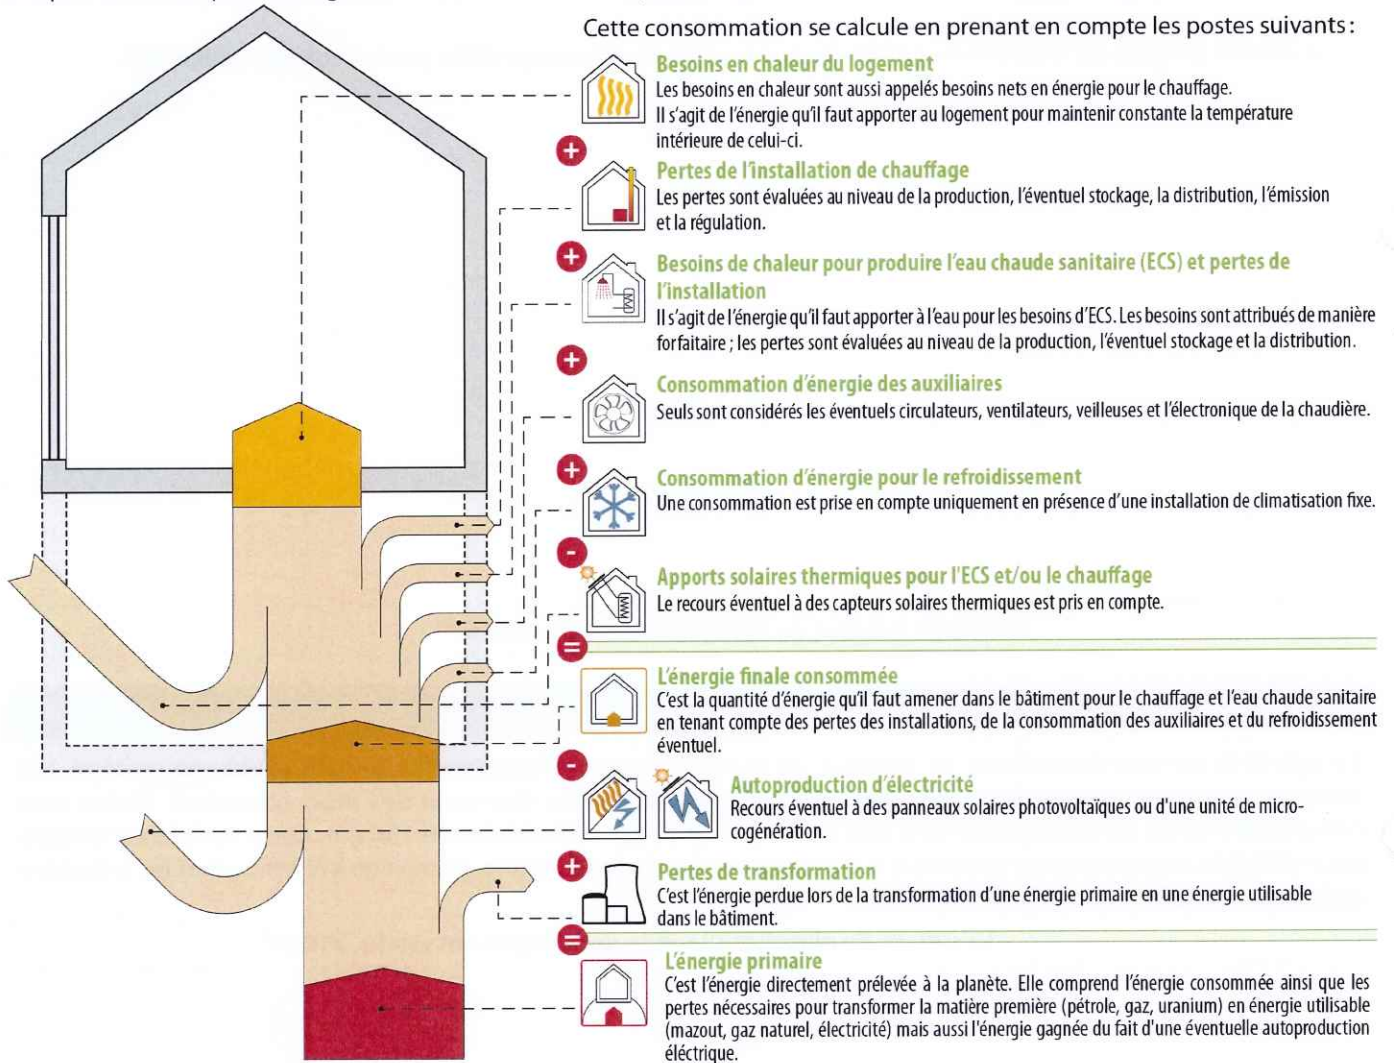 Cette consommation se calcule en prenant en compte les postes suivants :
Besoins en chaleur du logement
Les besoins en chaleur sont aussi appelés besoins nets en énergie pour le chauffage.
Il s'agit de l'énergie qu'il faut apporter au logement pour maintenir constante la température
intérieure de celui-ci.
+
Pertes de l'installation de chauffage
Les pertes sont évaluées au niveau de la production, l'éventuel stockage, la distribution, l'émission
et la régulation.
+
Besoins de chaleur pour produire l'eau chaude sanitaire (ECS) et pertes de
l'installation
Il s'agit de l'énergie qu'il faut apporter à l'eau pour les besoins d'ECS. Les besoins sont attribués de manière
forfaitaire ; les pertes sont évaluées au niveau de la production, l'éventuel stockage et la distribution.
+
Consommation d'énergie des auxiliaires
Seuls sont considérés les éventuels circulateurs, ventilateurs, veilleuses et l'électronique de la chaudière.
+
Consommation d'énergie pour le refroidissement
Une consommation est prise en compte uniquement en présence d'une installation de climatisation fixe.
-
Apports solaires thermiques pour l'ECS et/ou le chauffage
Le recours éventuel à des capteurs solaires thermiques est pris en compte.
=
L'énergie finale consommée
C'est la quantité d'énergie qu'il faut amener dans le bâtiment pour le chauffage et l'eau chaude sanitaire
en tenant compte des pertes des installations, de la consommation des auxiliaires et du refroidissement
éventuel.
-
Autoproduction d'électricité
Recours éventuel à des panneaux solaires photovoltaïques ou d'une unité de micro-
cogénération.
+
Pertes de transformation
C'est l'énergie perdue lors de la transformation d'une énergie primaire en une énergie utilisable
dans le bâtiment.
=
L'énergie primaire
C'est l'énergie directement prélevée à la planète. Elle comprend l'énergie consommée ainsi que les
pertes nécessaires pour transformer la matière première (pétrole, gaz, uranium) en énergie utilisable
(mazout, gaz naturel, électricité) mais aussi l'énergie gagnée du fait d'une éventuelle autoproduction
éléctrique.